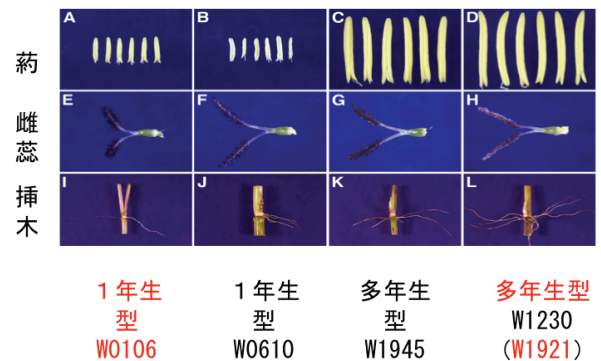 葯
A B C D
雌蕊
E F G H
挿木
I J K L
1年生 1年生 多年生 多年生型
型 型 型 W1230
W0106 W0610 W1945 (W1921)